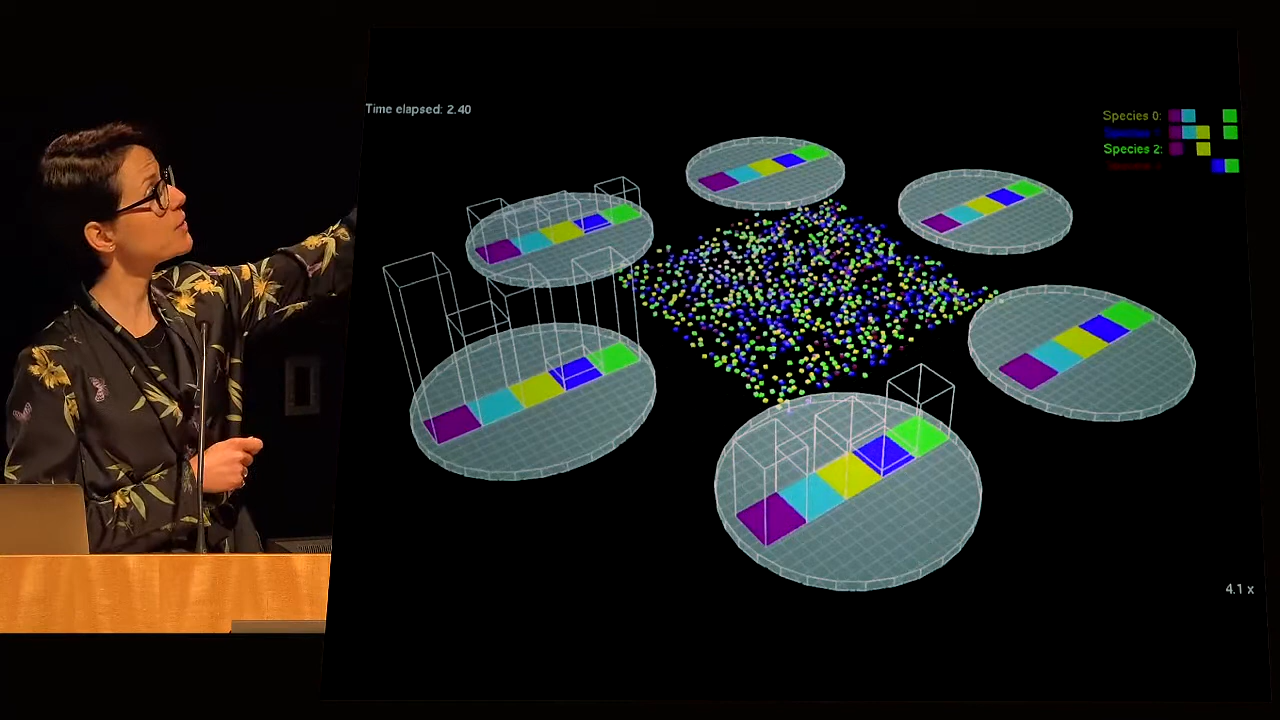 Time elapsed: 2.40
Species 0:
Species 2:
4.1 x